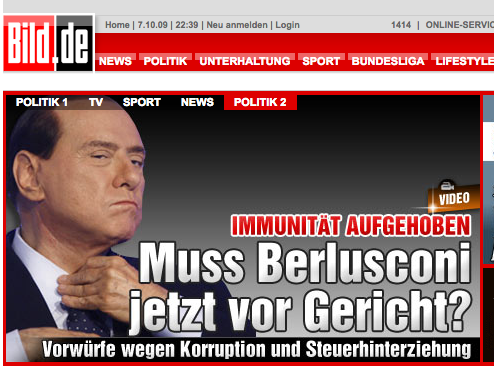 Bild.de
Home | 7.10.09 | 22:39 | Neu anmelden | Login
1414 | ONLINE-SERVIC
NEWS POLITIK UNTERHALTUNG SPORT BUNDESLIGA LIFESTYLE
POLITIK 1 TV SPORT NEWS POLITIK 2
VIDEO
IMMUNITÄT AUFGEHOBEN
Muss Berlusconi
jetzt vor Gericht?
Vorwürfe wegen Korruption und Steuerhinterziehung